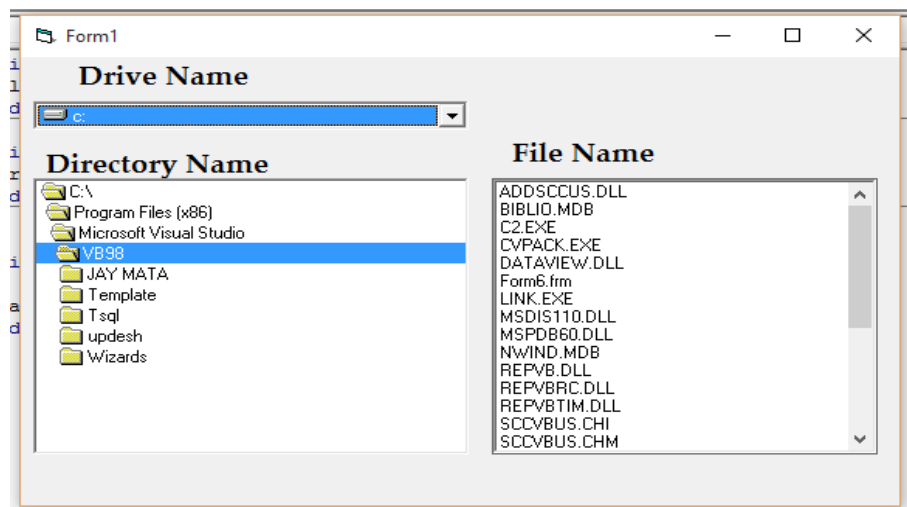 Form1
Drive Name
c:
Directory Name
C:\
Program Files (x86)
Microsoft Visual Studio
VB98
JAY MATA
Template
Tsql
updesh
Wizards
File Name
ADDSCCUS.DLL
BIBLIO.MDB
C2.EXE
CVPACK.EXE
DATAVIEW.DLL
Form6.frm
LINK.EXE
MSDIS110.DLL
MSPDB60.DLL
NWIND.MDB
REPVB.DLL
REPVBRC.DLL
REPVBTIM.DLL
SCCVBUS.CHI
SCCVBUS.CHM